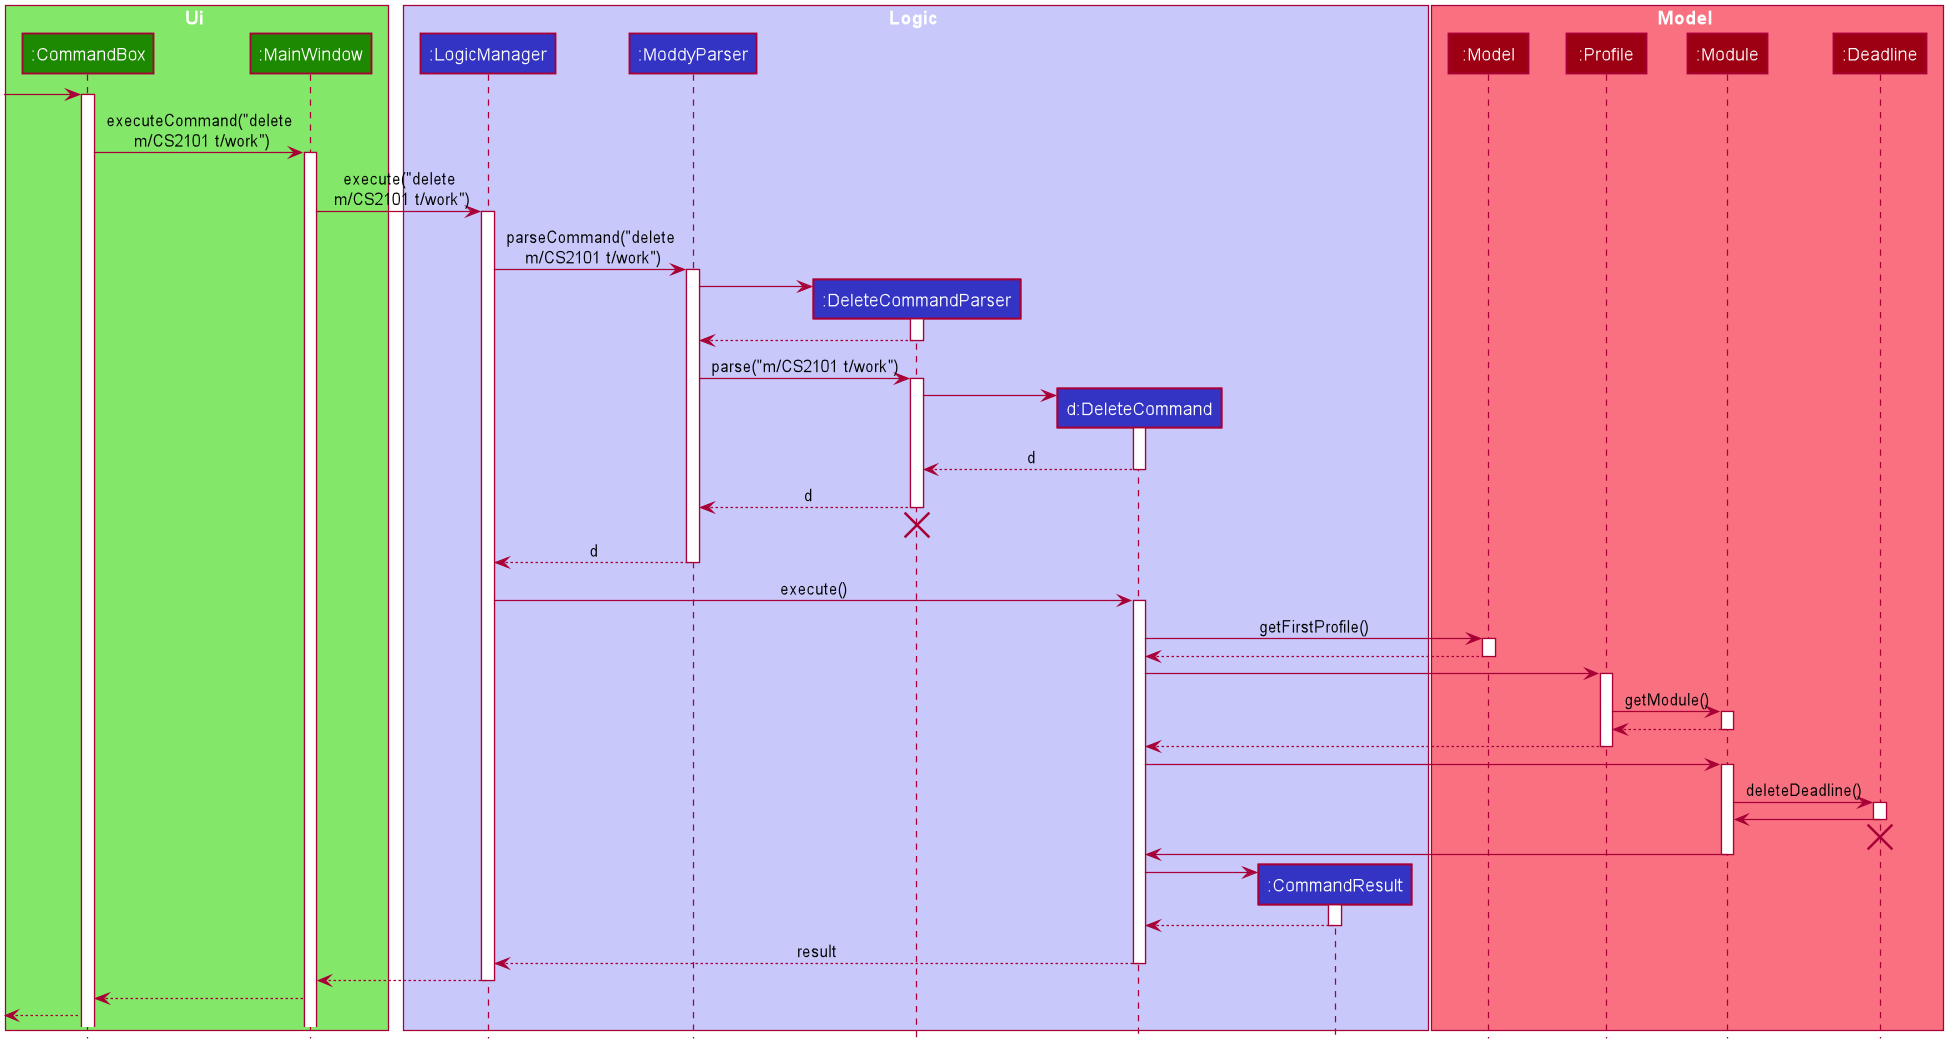 Ui
Logic
Model
:CommandBox
:MainWindow
:LogicManager
:ModdyParser
:Model
:Profile
:Module
:Deadline
executeCommand("delete
m/CS2101 t/work")
execute("delete
m/CS2101 t/work")
parseCommand("delete
m/CS2101 t/work")
:DeleteCommandParser
parse("m/CS2101 t/work")
d:DeleteCommand
d
d
d
execute()
getFirstProfile()
getModule()
deleteDeadline()
:CommandResult
result